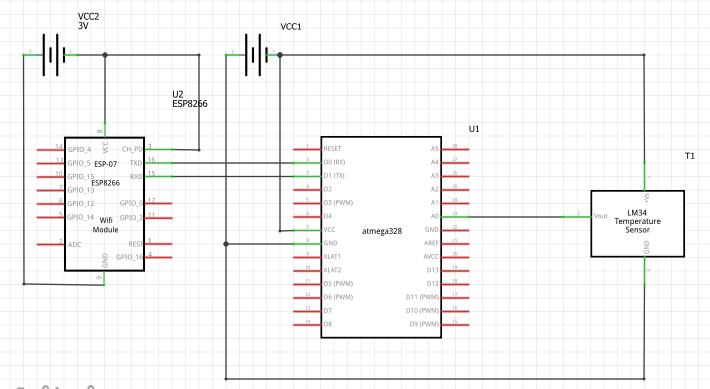 VCC2
3V
VCC1
U2
ESP8266
U1
T1
VCC
ESP-07
ESP8266
Wifi
Module
GPIO_4
GPIO_5
GPIO_15
GPIO_13
GPIO_12
GPIO_14
ADC
CH_PD
TXD
RXD
GPIO_0
GPIO_2
REST
GPIO_16
GND
atmega328
RESET
D0 (RX)
D1 (TX)
D2
D3 (PWM)
D4
VCC
GND
XLAT1
XLAT2
D5 (PWM)
D6 (PWM)
D7
D8
A5
A4
A3
A2
A1
A0
GND
AREF
AVCC
D13
D12
D11 (PWM)
D10 (PWM)
D9 (PWM)
+Vs
Vout
LM34
Temperature
Sensor
GND